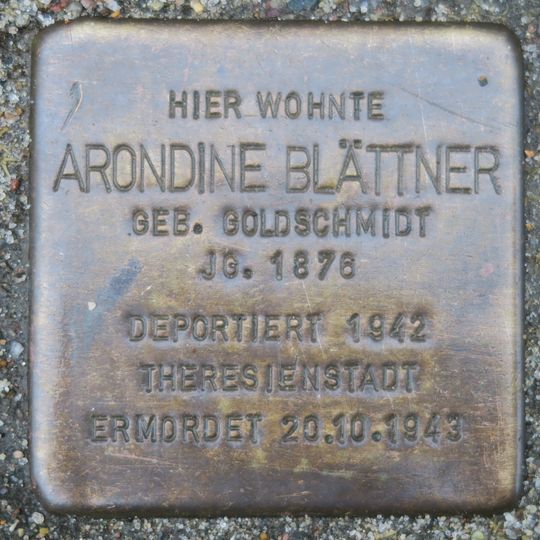 HIER WOHNTE
ARONDINE BLÄTTNER
GEB. GOLDSCHMIDT
JG. 1876
DEPORTIERT 1942
THERESIENSTADT
ERMORDET 20.10.1943